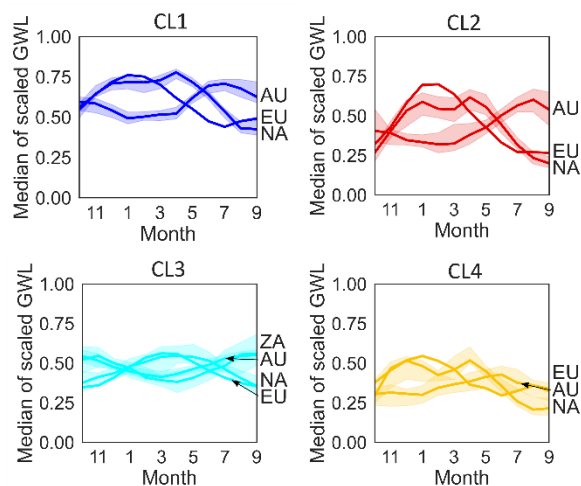 CL1
Median of scaled GWL
1.00
0.75
0.50
0.25
0.00
AU
EU
NA
11 1 3 5 7 9
Month
CL2
Median of scaled GWL
1.00
0.75
0.50
0.25
0.00
AU
EU
NA
11 1 3 5 7 9
Month
CL3
Median of scaled GWL
1.00
0.75
0.50
0.25
0.00
ZA
AU
NA
EU
11 1 3 5 7 9
Month
CL4
Median of scaled GWL
1.00
0.75
0.50
0.25
0.00
EU
AU
NA
11 1 3 5 7 9
Month